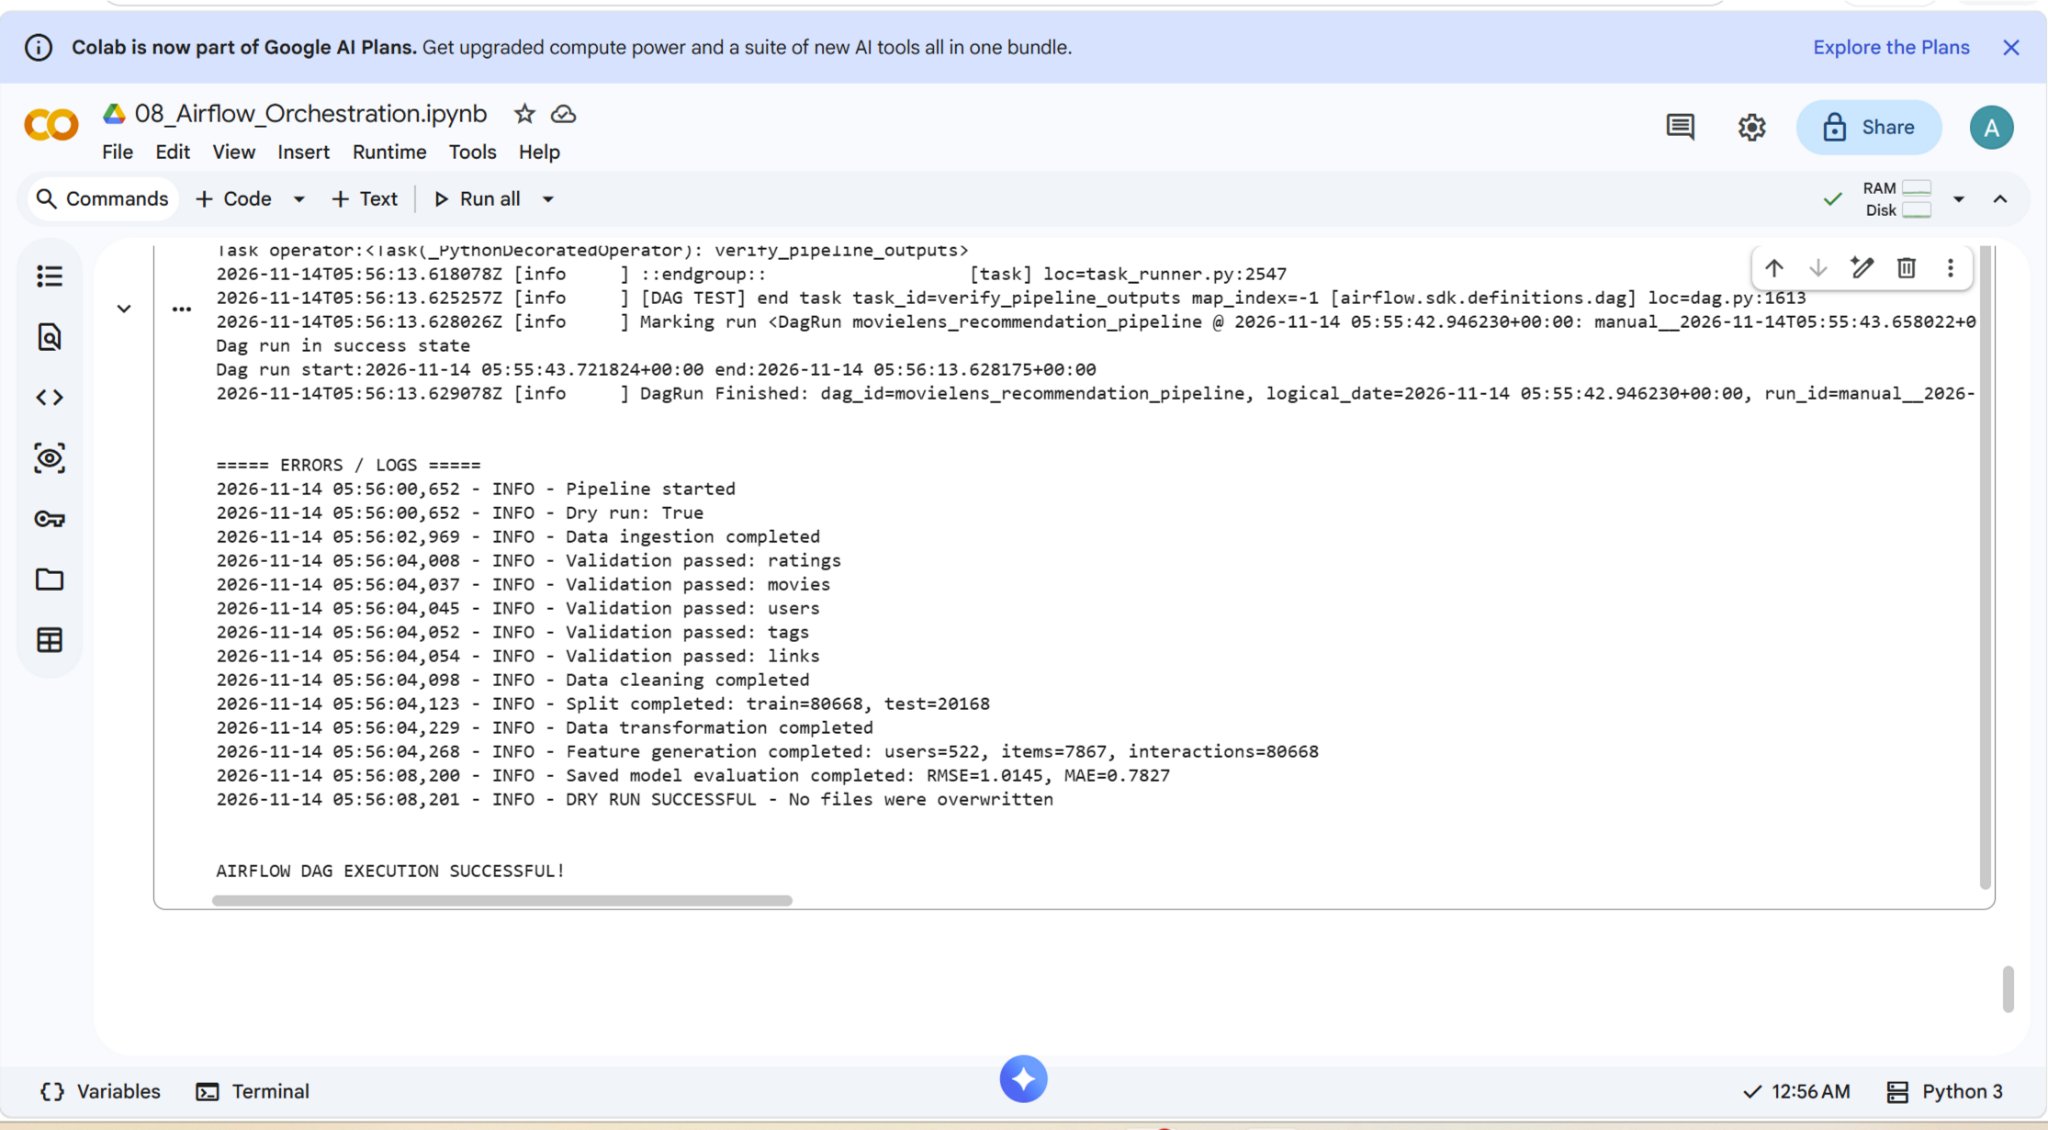 Colab is now part of Google AI Plans. Get upgraded compute power and a suite of new AI tools all in one bundle. Explore the Plans
08_Airflow_Orchestration.ipynb
Share
A
File Edit View Insert Runtime Tools Help
Commands + Code + Text Run all
RAM
Disk
Task operator:<Task(_PythonDecoratedOperator): verify_pipeline_outputs>
2026-11-14T05:56:13.618078Z [info     ] ::endgroup::                   [task] loc=task_runner.py:2547
2026-11-14T05:56:13.625257Z [info     ] [DAG TEST] end task task_id=verify_pipeline_outputs map_index=-1 [airflow.sdk.definitions.dag] loc=dag.py:1613
2026-11-14T05:56:13.628026Z [info     ] Marking run <DagRun movielens_recommendation_pipeline @ 2026-11-14 05:55:42.946230+00:00: manual__2026-11-14T05:55:43.658022+0
Dag run in success state
Dag run start:2026-11-14 05:55:43.721824+00:00 end:2026-11-14 05:56:13.628175+00:00
2026-11-14T05:56:13.629078Z [info     ] DagRun Finished: dag_id=movielens_recommendation_pipeline, logical_date=2026-11-14 05:55:42.946230+00:00, run_id=manual__2026-
===== ERRORS / LOGS =====
2026-11-14 05:56:00,652 - INFO - Pipeline started
2026-11-14 05:56:00,652 - INFO - Dry run: True
2026-11-14 05:56:02,969 - INFO - Data ingestion completed
2026-11-14 05:56:04,008 - INFO - Validation passed: ratings
2026-11-14 05:56:04,037 - INFO - Validation passed: movies
2026-11-14 05:56:04,045 - INFO - Validation passed: users
2026-11-14 05:56:04,052 - INFO - Validation passed: tags
2026-11-14 05:56:04,054 - INFO - Validation passed: links
2026-11-14 05:56:04,098 - INFO - Data cleaning completed
2026-11-14 05:56:04,123 - INFO - Split completed: train=80668, test=20168
2026-11-14 05:56:04,229 - INFO - Data transformation completed
2026-11-14 05:56:04,268 - INFO - Feature generation completed: users=522, items=7867, interactions=80668
2026-11-14 05:56:08,200 - INFO - Saved model evaluation completed: RMSE=1.0145, MAE=0.7827
2026-11-14 05:56:08,201 - INFO - DRY RUN SUCCESSFUL - No files were overwritten
AIRFLOW DAG EXECUTION SUCCESSFUL!
Variables Terminal 12:56 AM Python 3